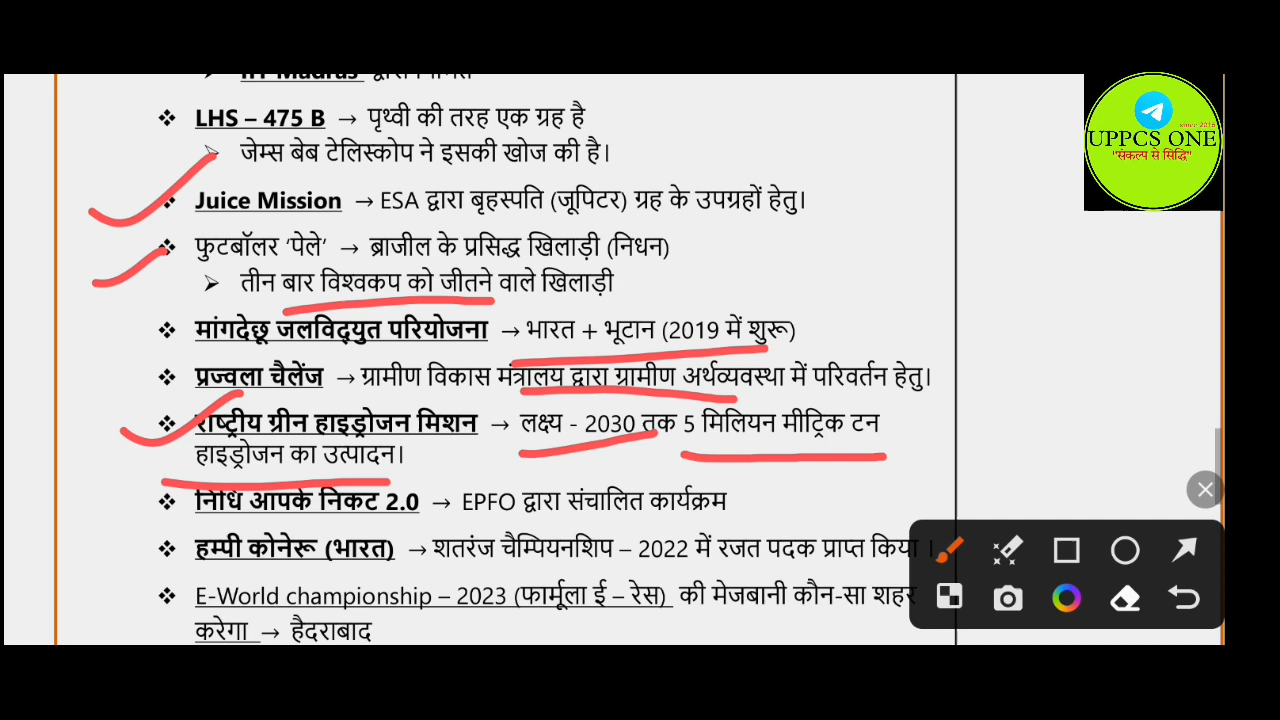 LHS – 475 B → पृथ्वी की तरह एक ग्रह है
जेम्स बेब टेलिस्कोप ने इसकी खोज की है।
Juice Mission → ESA द्वारा बृहस्पति (जूपिटर) ग्रह के उपग्रहों हेतु।
फुटबॉलर ‘पेले’ → ब्राजील के प्रसिद्ध खिलाड़ी (निधन)
तीन बार विश्वकप को जीतने वाले खिलाड़ी
मांगदेछू जलविद्युत परियोजना → भारत + भूटान (2019 में शुरू)
प्रज्वला चैलेंज → ग्रामीण विकास मंत्रालय द्वारा ग्रामीण अर्थव्यवस्था में परिवर्तन हेतु।
राष्ट्रीय ग्रीन हाइड्रोजन मिशन → लक्ष्य - 2030 तक 5 मिलियन मीट्रिक टन
हाइड्रोजन का उत्पादन।
निधि आपके निकट 2.0 → EPFO द्वारा संचालित कार्यक्रम
हम्पी कोनेरू (भारत) → शतरंज चैम्पियनशिप – 2022 में रजत पदक प्राप्त किया ।
E-World championship – 2023 (फार्मूला ई – रेस) की मेजबानी कौन-सा शहर
करेगा → हैदराबाद
since 2016
UPPCS ONE
"संकल्प से सिद्धि"